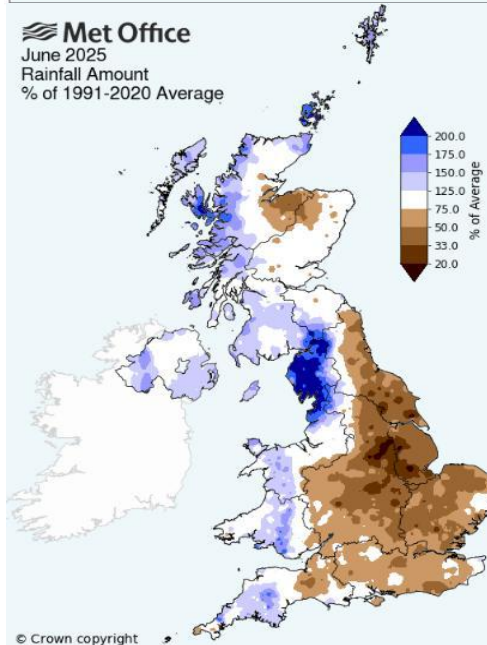 Met Office
June 2025
Rainfall Amount
% of 1991-2020 Average
200.0
175.0
150.0
125.0
75.0
50.0
33.0
20.0
% of Average
© Crown copyright